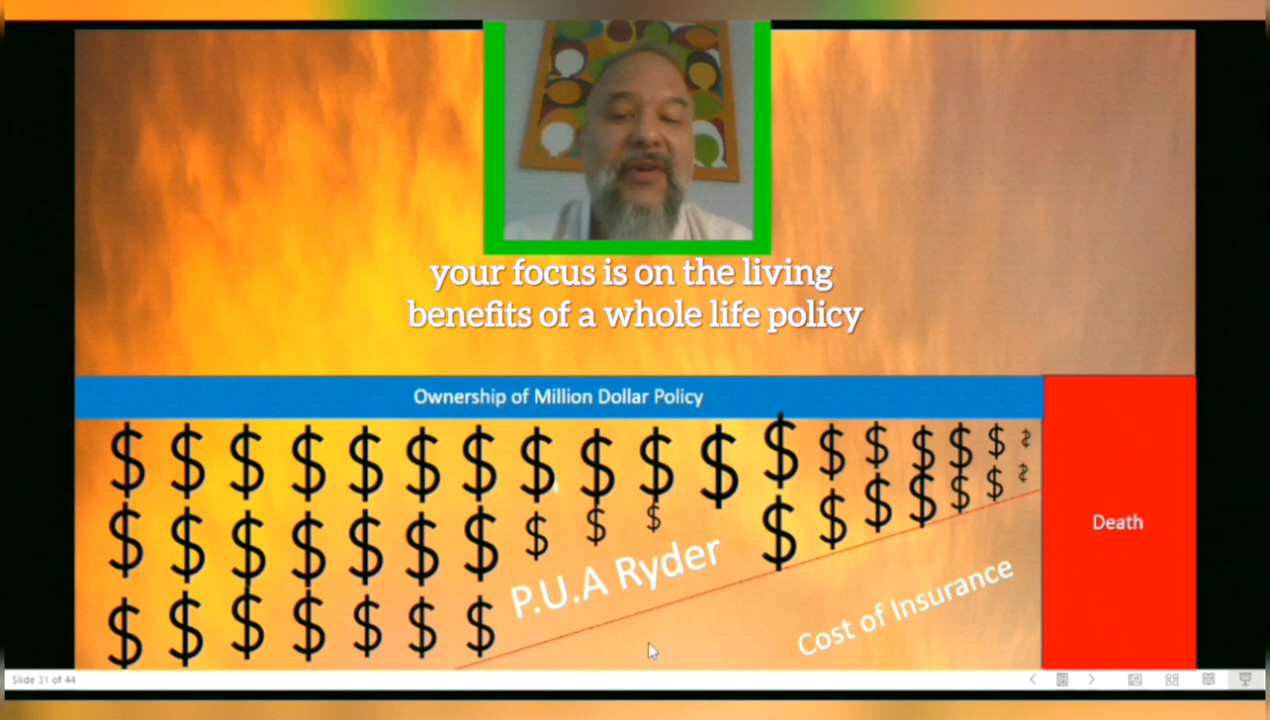 your focus is on the living
benefits of a whole life policy
Ownership of Million Dollar Policy
$ $ $ $ $ $ $ $ $ $ $ $ $ $ $ $ $ $
$ $ $ $ $ $ $ $ $ $ $ $ $ $ $ $ $
$ $ $ $ $ $ $
P.U.A Ryder
Cost of Insurance
Death
Slide 31 of 44